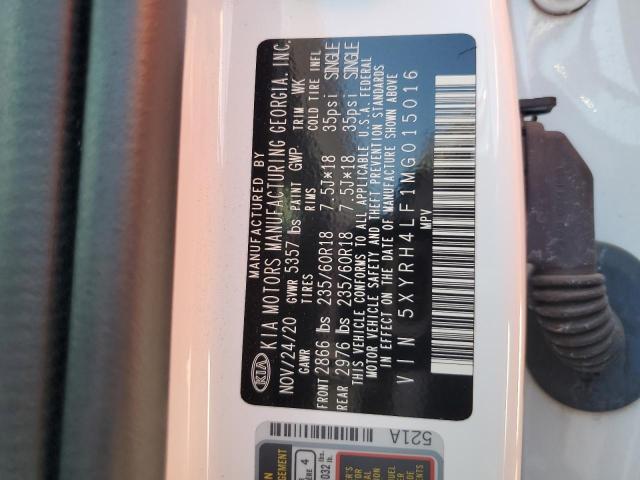 KIA
MANUFACTURED BY
KIA MOTORS MANUFACTURING GEORGIA, INC.
NOV/24/20 GVWR 5357 lbs PAINT GWP TRIM WK
GAWR TIRES RIMS COLD TIRE INFL
FRONT 2866 lbs 235/60R18 7.5J*18 35psi SINGLE
REAR 2976 lbs 235/60R18 7.5J*18 35psi SINGLE
THIS VEHICLE CONFORMS TO ALL APPLICABLE U.S.A. FEDERAL
MOTOR VEHICLE SAFETY AND THEFT PREVENTION STANDARDS
IN EFFECT ON THE DATE OF MANUFACTURE SHOWN ABOVE
VIN 5XYRH4LF1MG015016
MPV
521A